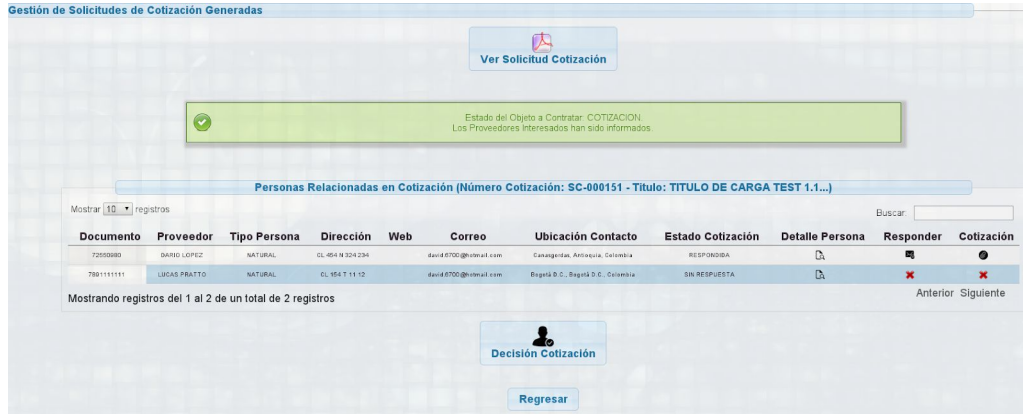 Gestión de Solicitudes de Cotización Generadas
Ver Solicitud Cotización
Estado del Objeto a Contratar: COTIZACION.
Los Proveedores Interesados han sido informados.
Personas Relacionadas en Cotización (Número Cotización: SC-000151 - Titulo: TITULO DE CARGA TEST 1.1...)
Mostrar 10 registros Buscar:
Documento Proveedor Tipo Persona Dirección Web Correo Ubicación Contacto Estado Cotización Detalle Persona Responder Cotización
72550980 DARIO LOPEZ NATURAL CL 454 N 324 234 david.6700@hotmail.com Canasgordas, Antioquia, Colombia RESPONDIDA
7891111111 LUCAS PRATTO NATURAL CL 154 T 11 12 david.6700@hotmail.com Bogotá D.C., Bogotá D.C., Colombia SIN RESPUESTA
Mostrando registros del 1 al 2 de un total de 2 registros Anterior Siguiente
Decisión Cotización
Regresar